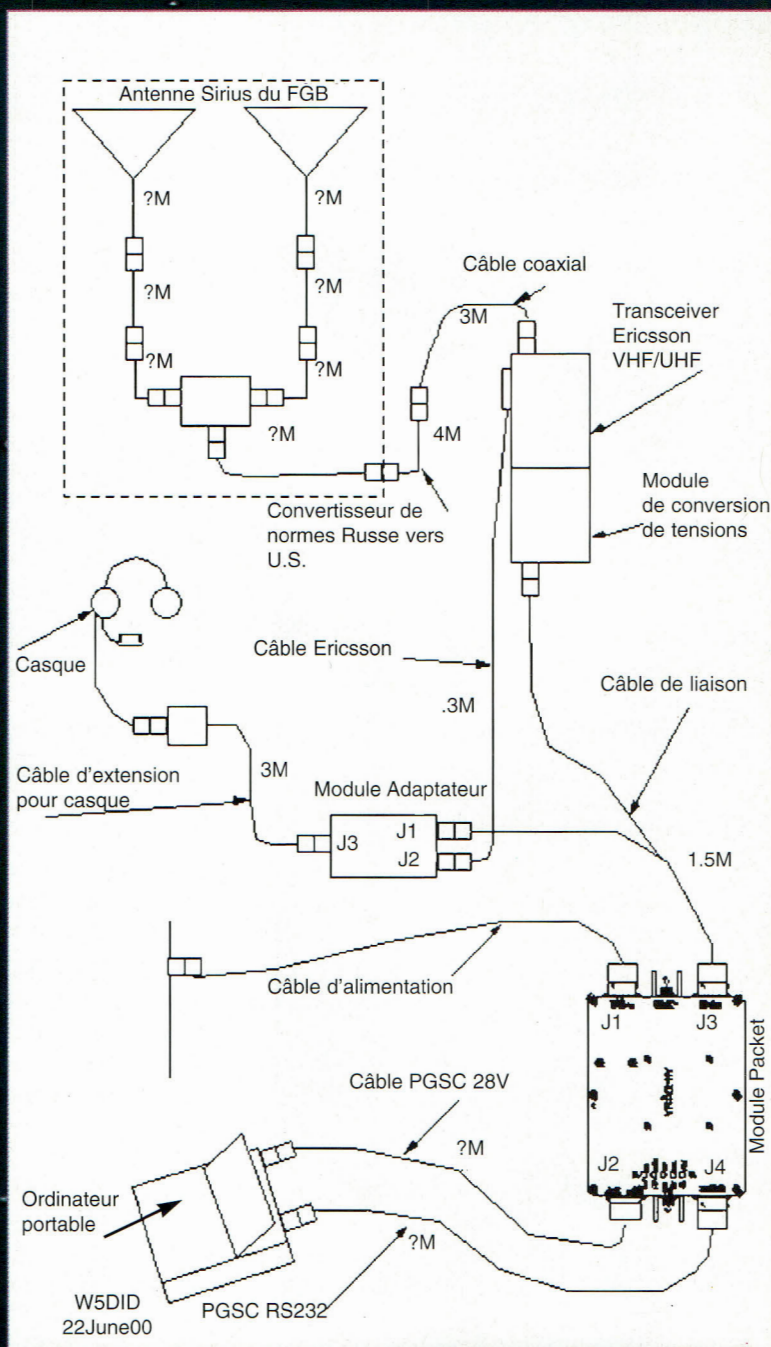 Antenne Sirius du FGB
?M
?M
?M
?M
?M
?M
?M
Câble coaxial
3M
Transceiver
Ericsson
VHF/UHF
4M
Convertisseur de
normes Russe vers
U.S.
Module
de conversion
de tensions
Casque
Câble Ericsson
.3M
Câble de liaison
Câble d'extension
pour casque
3M
Module Adaptateur
J3
J1
J2
1.5M
Câble d'alimentation
J1
J3
Module Packet
Câble PGSC 28V
?M
J2
J4
Ordinateur
portable
?M
PGSC RS232
W5DID
22June00